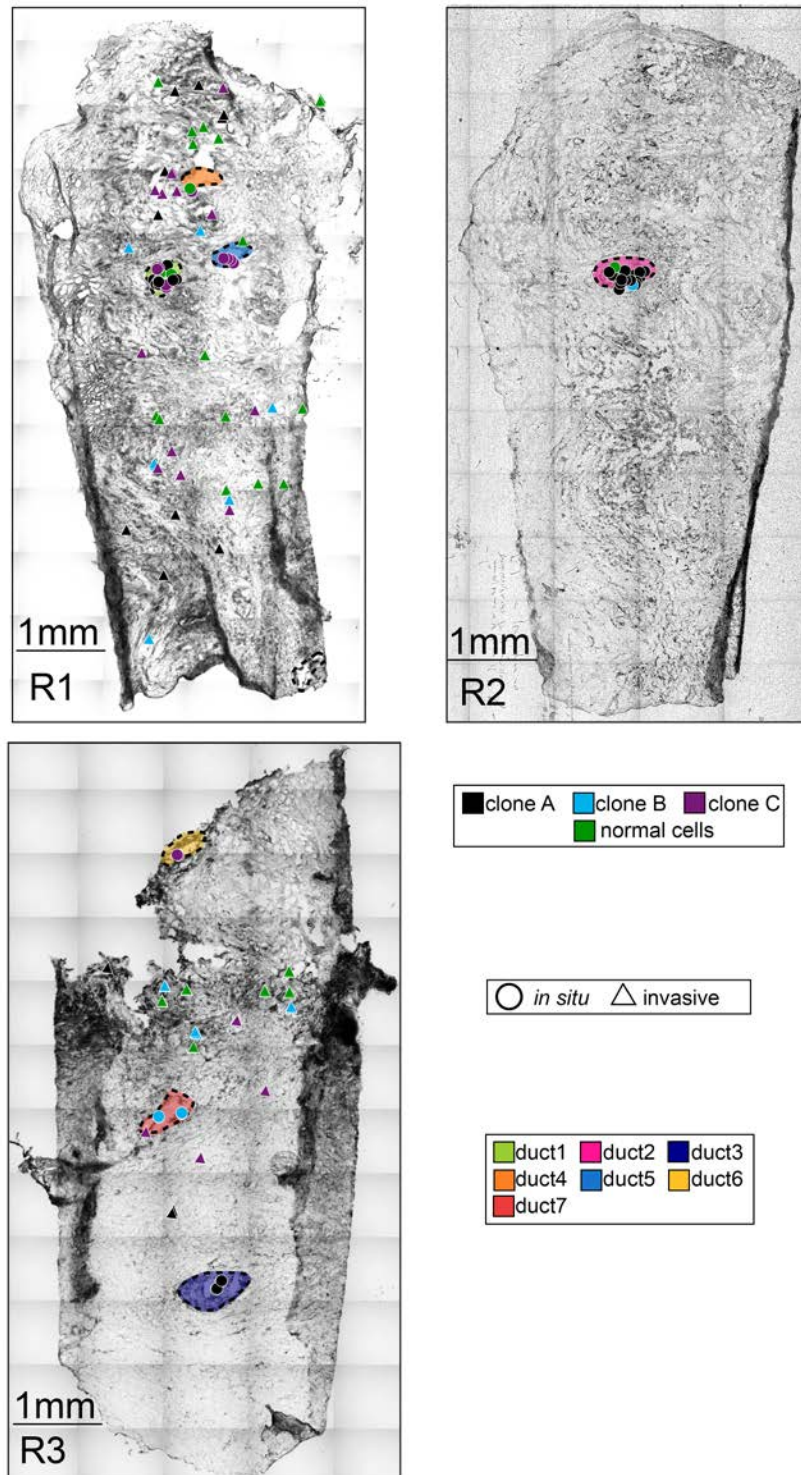 1mm
R1
1mm
R2
1mm
R3
clone A clone B clone C
normal cells
in situ invasive
duct1 duct2 duct3
duct4 duct5 duct6
duct7